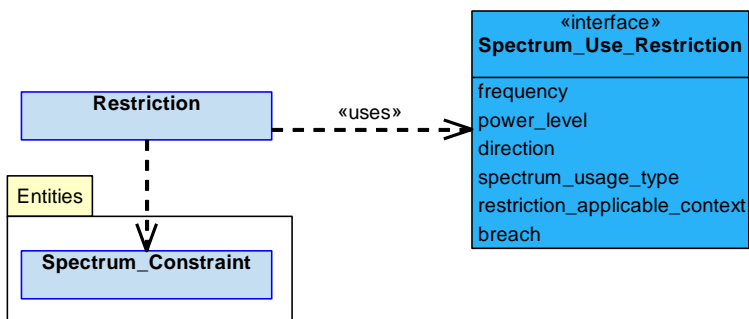 «interface»
Spectrum_Use_Restriction
frequency
power_level
direction
spectrum_usage_type
restriction_applicable_context
breach
Restriction
«uses»
Entities
Spectrum_Constraint